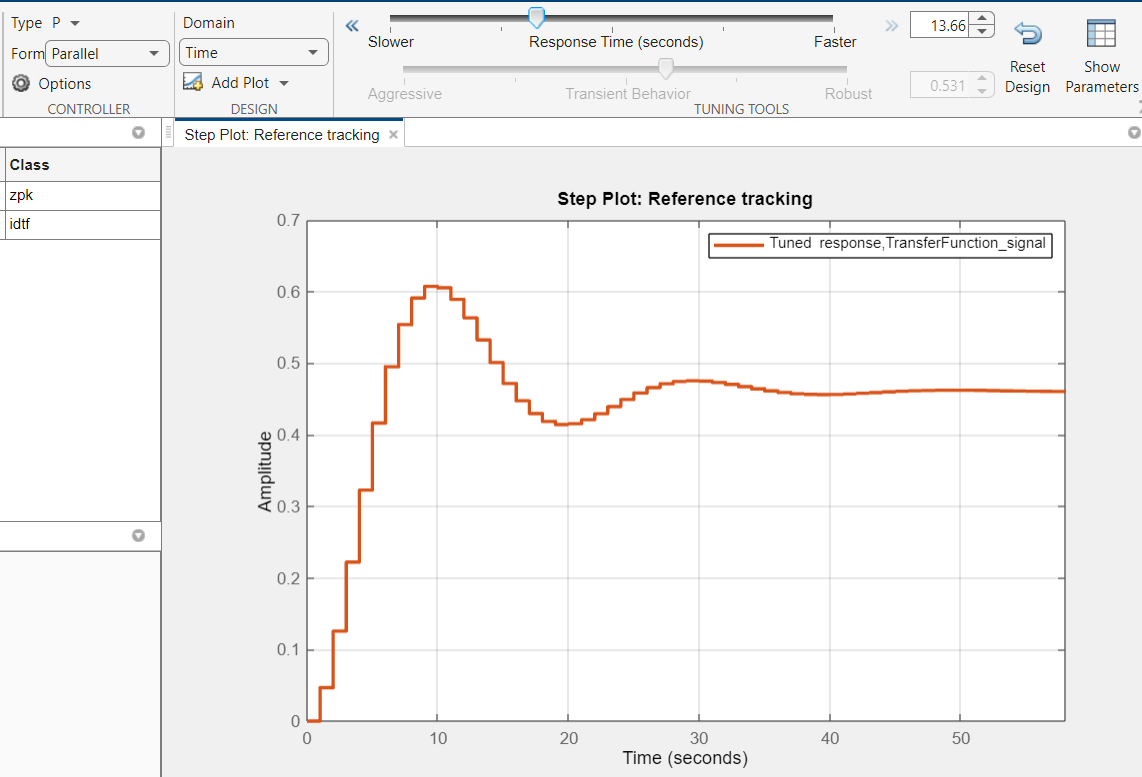 Type P
Form Parallel
Options
CONTROLLER
Domain
Time
Add Plot
DESIGN
Slower Response Time (seconds) Faster
13.66
Aggressive Transient Behavior Robust
0.531
TUNING TOOLS
Reset
Design
Show
Parameters
Class
zpk
idtf
Step Plot: Reference tracking
Step Plot: Reference tracking
Tuned response,TransferFunction_signal
0.7
0.6
0.5
0.4
0.3
0.2
0.1
0
Amplitude
0 10 20 30 40 50
Time (seconds)